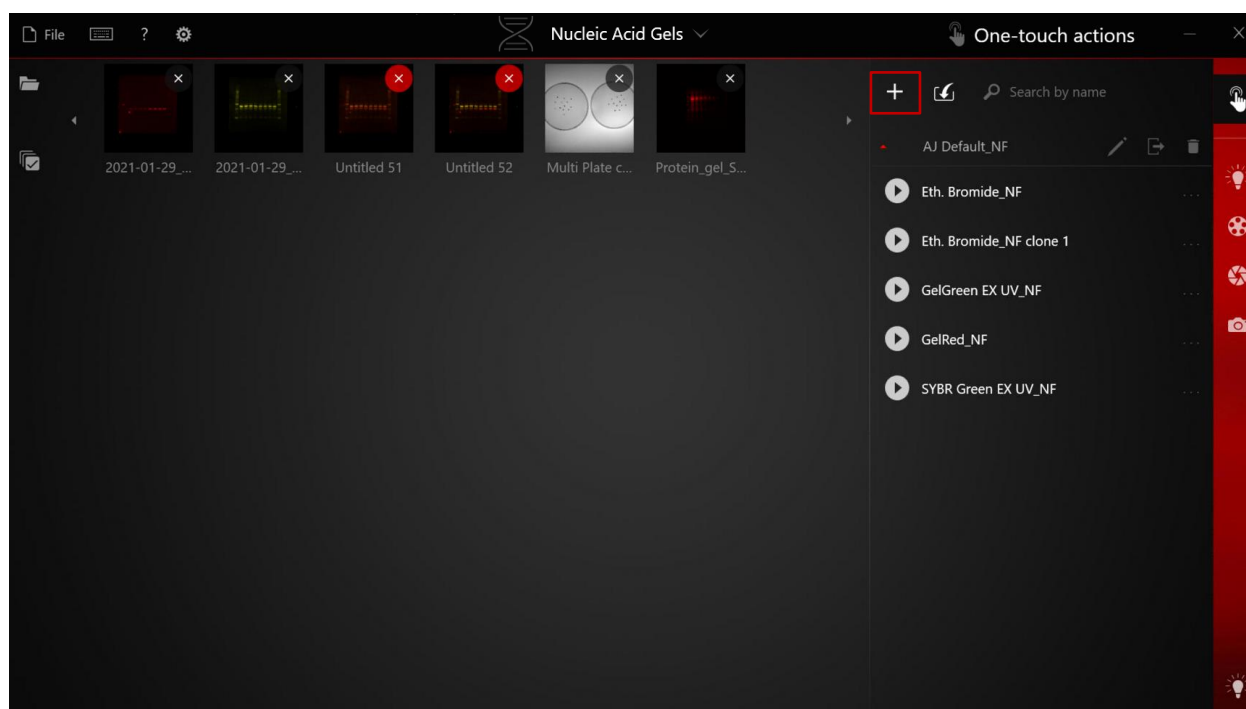 File ? Nucleic Acid Gels One-touch actions
Search by name
2021-01-29_... 2021-01-29_... Untitled 51 Untitled 52 Multi Plate c... Protein_gel_S...
AJ Default_NF
Eth. Bromide_NF ...
Eth. Bromide_NF clone 1 ...
GelGreen EX UV_NF ...
GelRed_NF ...
SYBR Green EX UV_NF ...